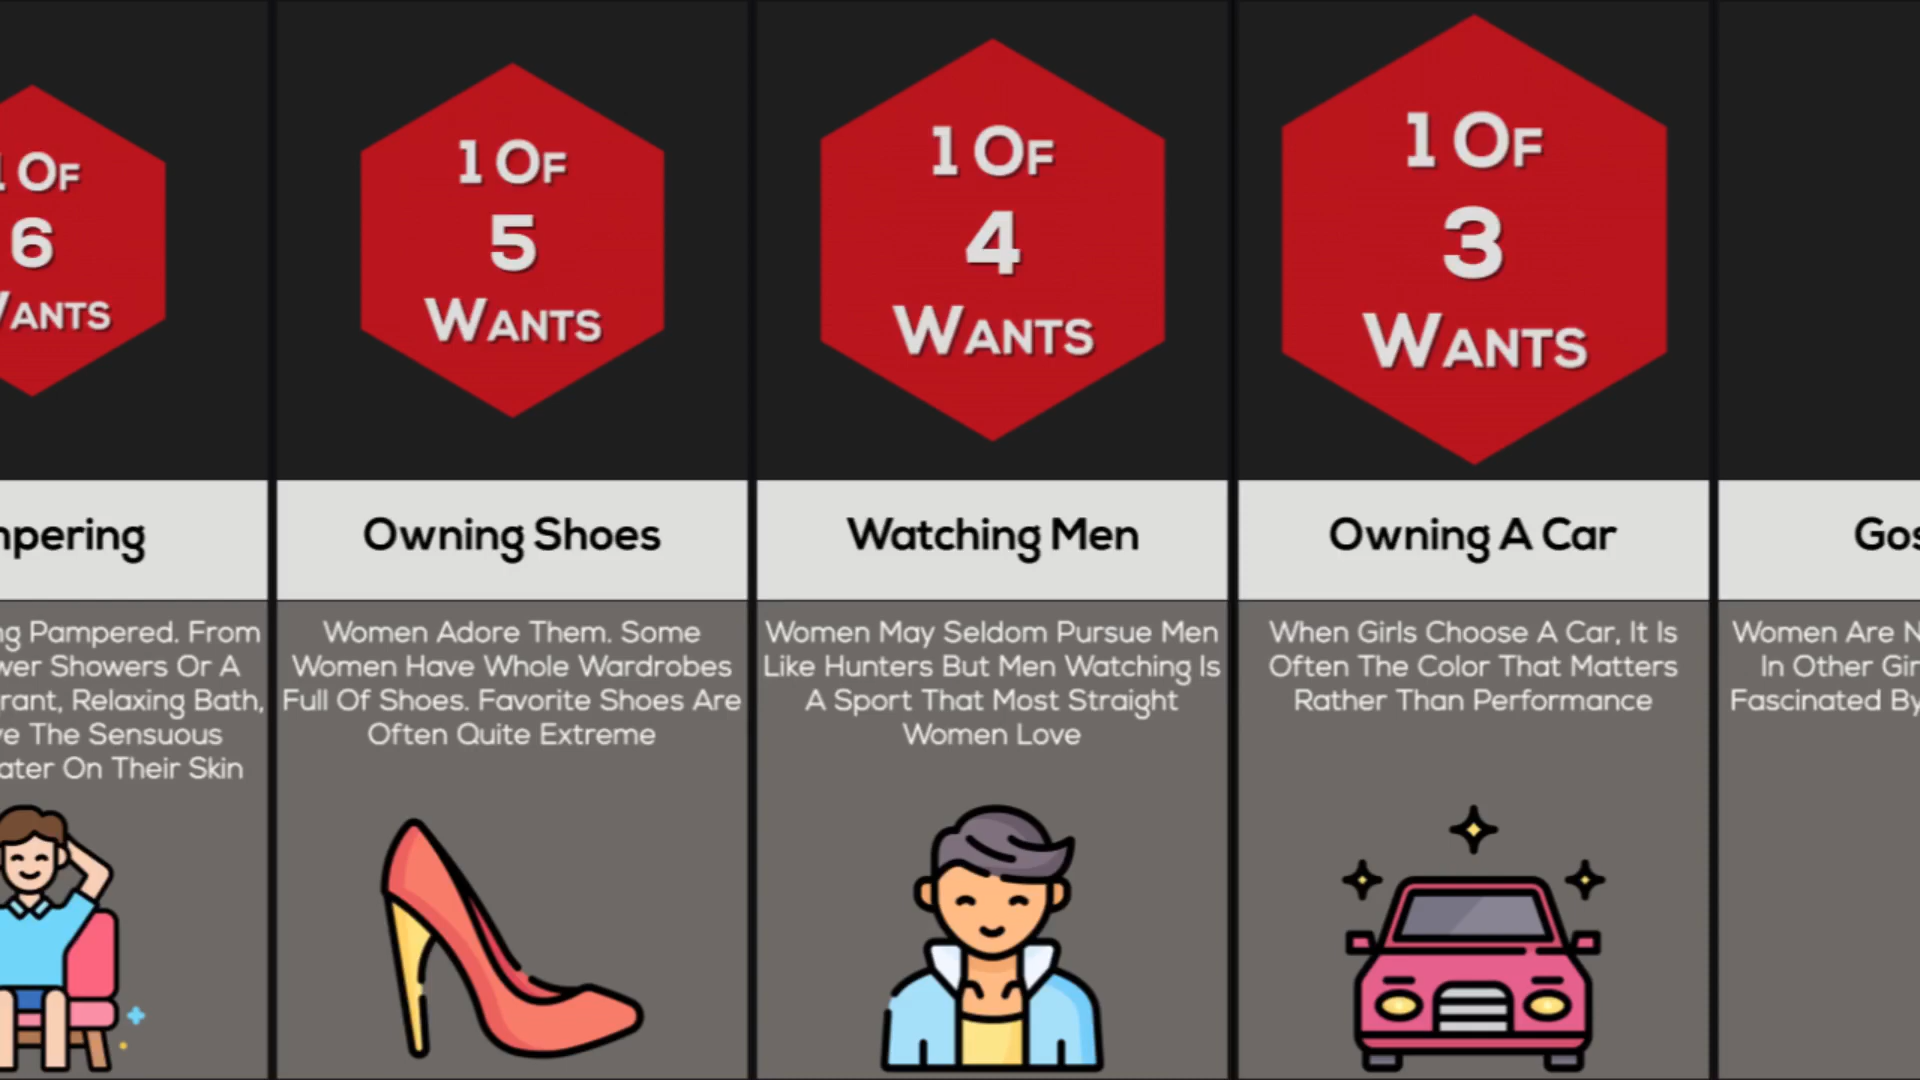 OF
6
WANTS
1 OF
5
WANTS
1 OF
4
WANTS
1 OF
3
WANTS
Owning Shoes
Watching Men
Owning A Car
Pampered. From
Showers Or A
Relaxing Bath,
The Sensuous
On Their Skin
Women Adore Them. Some
Women Have Whole Wardrobes
Full Of Shoes. Favorite Shoes Are
Often Quite Extreme
Women May Seldom Pursue Men
Like Hunters But Men Watching Is
A Sport That Most Straight
Women Love
When Girls Choose A Car, It Is
Often The Color That Matters
Rather Than Performance
Women Are
In Other
Fascinated By